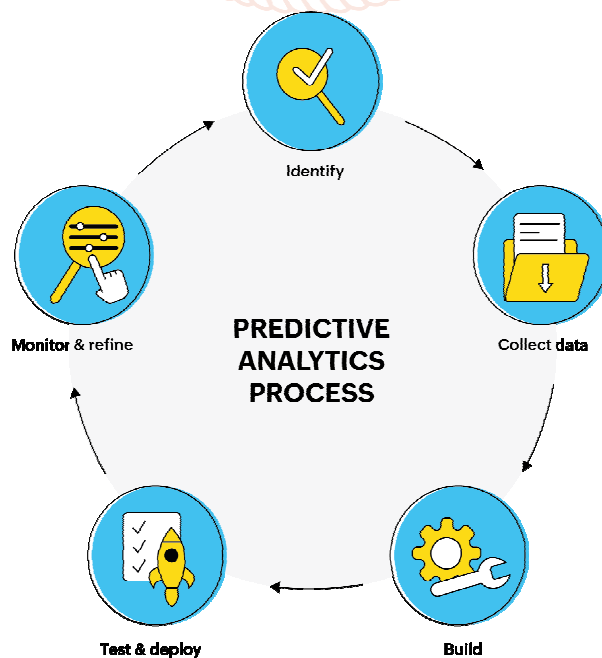 Identify
Monitor & refine
Collect data
PREDICTIVE
ANALYTICS
PROCESS
Test & deploy
Build